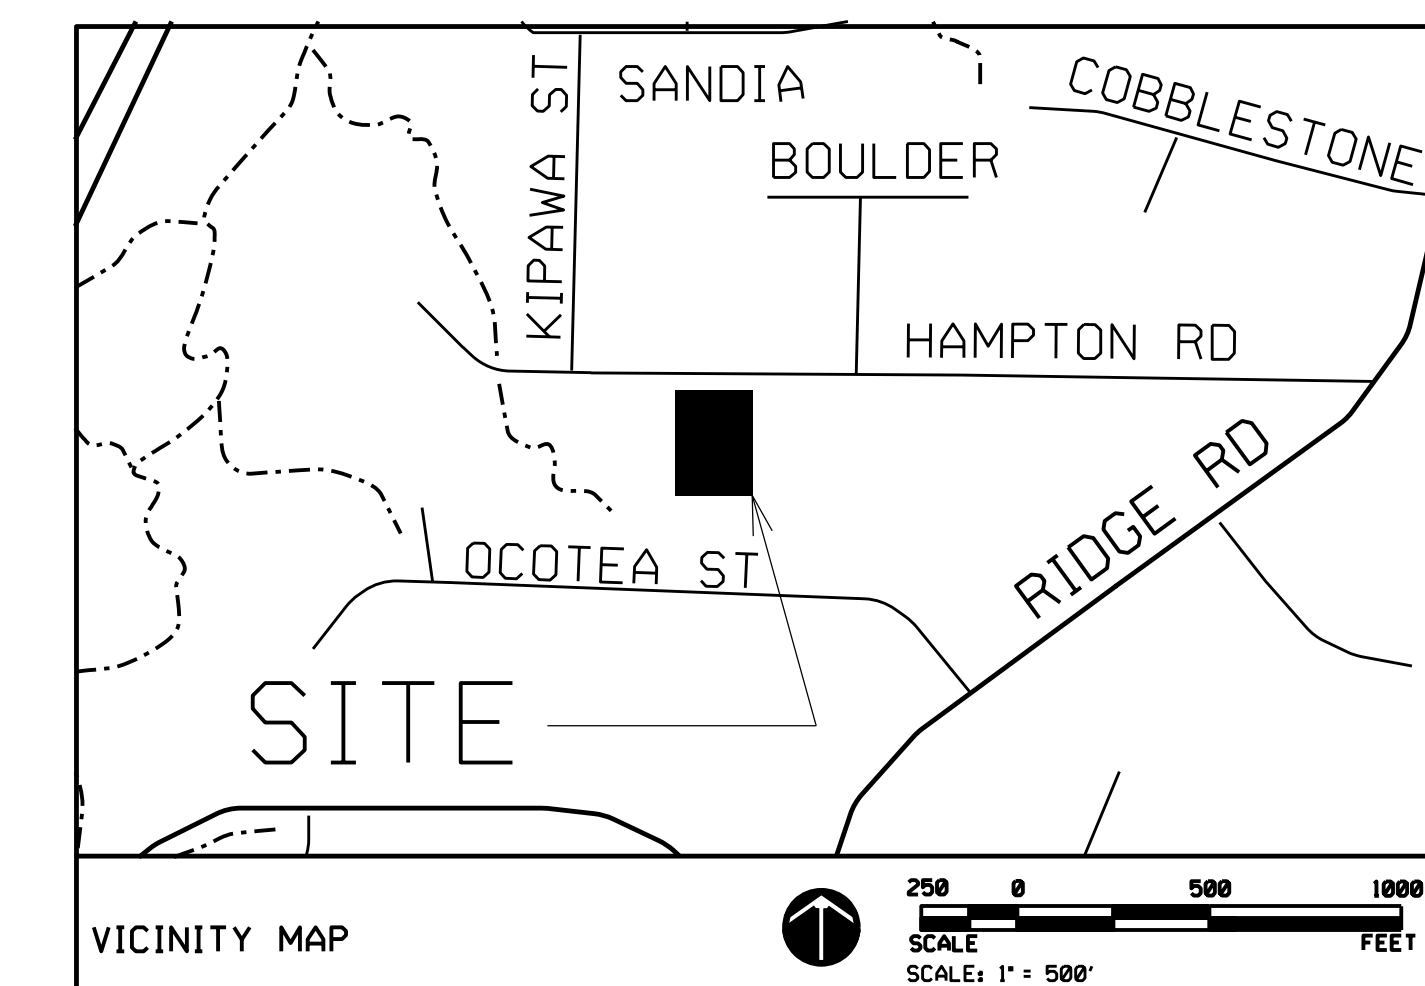 SANDIA
COBBLESTONE
KIPAWA ST
BOULDER
HAMPTON RD
RIDGE RD
OCOTEA ST
SITE
VICINITY MAP
250 0 500 1000
SCALE FEET
SCALE: 1" = 500'